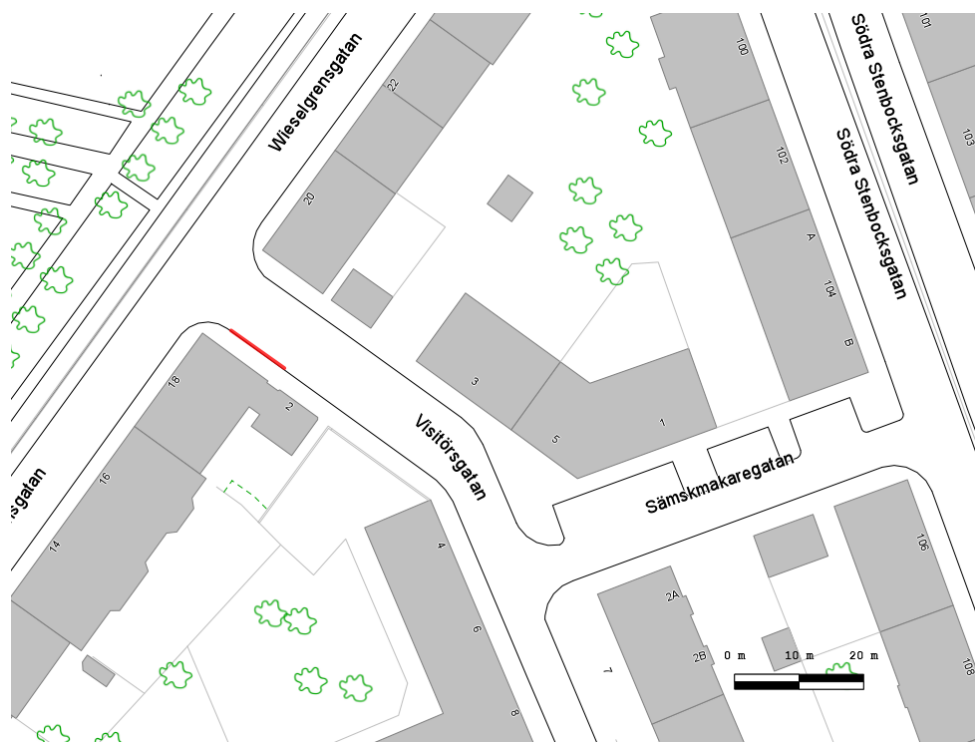 Wieselgrensgatan
Södra Stenbocksgatan
101
100
22
103
102
Södra Stenbocksgatan
20
A
104
B
3
18
2
1
Visitörsgatan
5
16
Sämskmakaregatan
sgatan
14
4
106
2A
6
2B
7
0 m 10 m 20 m
108
8